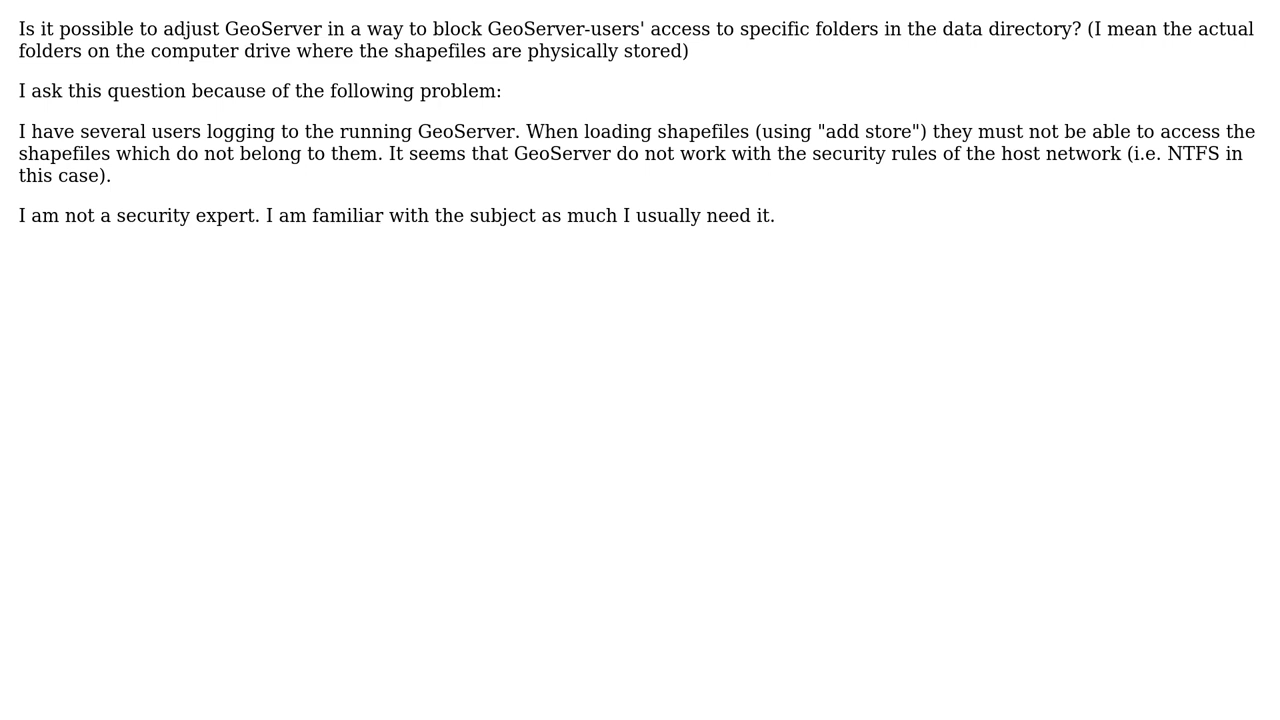 Is it possible to adjust GeoServer in a way to block GeoServer-users' access to specific folders in the data directory? (I mean the actual
folders on the computer drive where the shapefiles are physically stored)
I ask this question because of the following problem:
I have several users logging to the running GeoServer. When loading shapefiles (using "add store") they must not be able to access the
shapefiles which do not belong to them. It seems that GeoServer do not work with the security rules of the host network (i.e. NTFS in
this case).
I am not a security expert. I am familiar with the subject as much I usually need it.